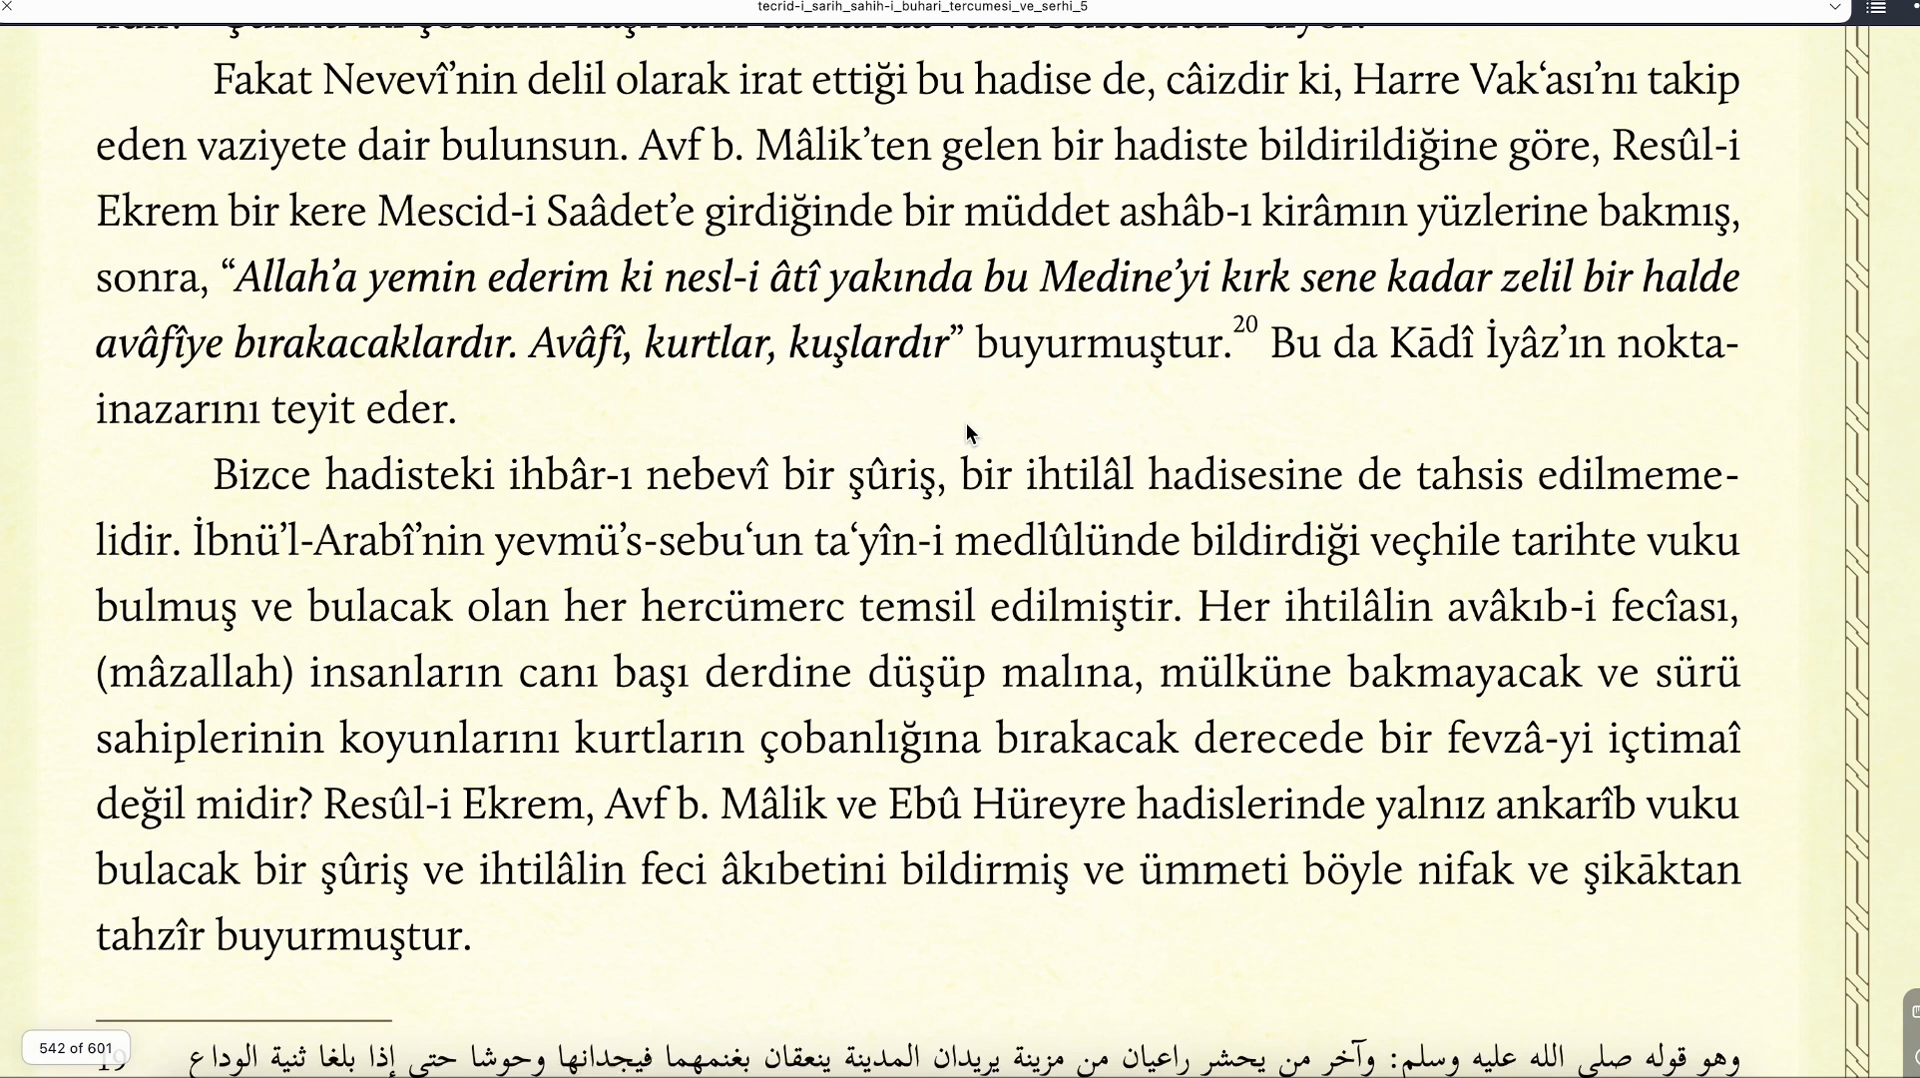 tecrid-i_sarih_sahih-i_buhari_tercumesi_ve_serhi_5
Fakat Nevevî’nin delil olarak irat ettiği bu hadise de, câizdir ki, Harre Vak‘ası’nı takip
eden vaziyete dair bulunsun. Avf b. Mâlik’ten gelen bir hadiste bildirildiğine göre, Resûl-i
Ekrem bir kere Mescid-i Saâdet’e girdiğinde bir müddet ashâb-ı kirâmın yüzlerine bakmış,
sonra, “Allah’a yemin ederim ki nesl-i âtî yakında bu Medine’yi kırk sene kadar zelil bir halde
avâfîye bırakacaklardır. Avâfî, kurtlar, kuşlardır” buyurmuştur.20 Bu da Kādî İyâz’ın nokta-
inazarını teyit eder.
Bizce hadisteki ihbâr-ı nebevî bir şûriş, bir ihtilâl hadisesine de tahsis edilmeme-
lidir. İbnü’l-Arabî’nin yevmü’s-sebu‘un ta‘yîn-i medlûlünde bildirdiği veçhile tarihte vuku
bulmuş ve bulacak olan her hercümerc temsil edilmiştir. Her ihtilâlin avâkıb-i fecîası,
(mâzallah) insanların canı başı derdine düşüp malına, mülküne bakmayacak ve sürü
sahiplerinin koyunlarını kurtların çobanlığına bırakacak derecede bir fevzâ-yi içtimaî
değil midir? Resûl-i Ekrem, Avf b. Mâlik ve Ebû Hüreyre hadislerinde yalnız ankarîb vuku
bulacak bir şûriş ve ihtilâlin feci âkıbetini bildirmiş ve ümmeti böyle nifak ve şikāktan
tahzîr buyurmuştur.
19 وهو قوله صلى الله عليه وسلم: وآخر من يحشر راعيان من مزينة يريدان المدينة ينعقان بغنمهما فيجدانها وحوشا حتى إذا بلغا ثنية الوداع
542 of 601